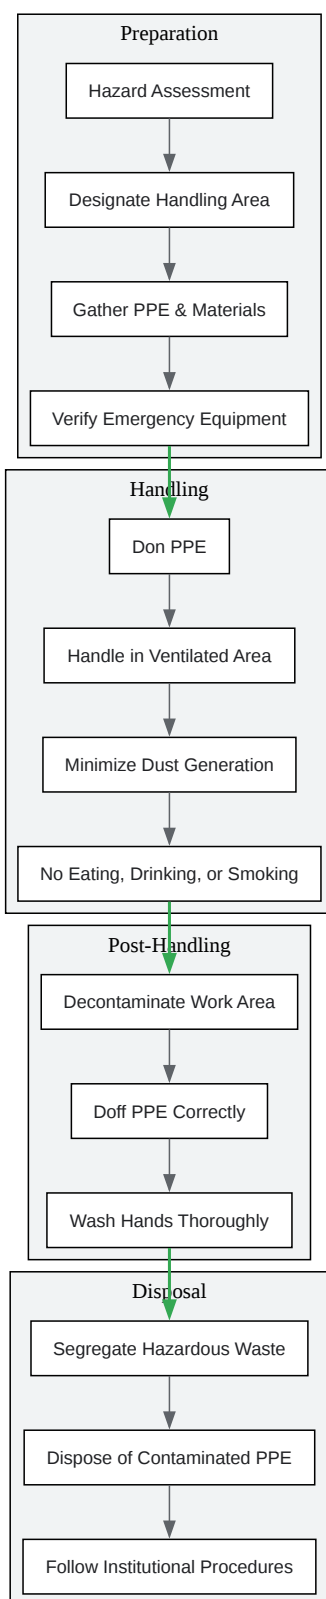 Preparation
Hazard Assessment
Designate Handling Area
Gather PPE & Materials
Verify Emergency Equipment
Handling
Don PPE
Handle in Ventilated Area
Minimize Dust Generation
No Eating, Drinking, or Smoking
Post-Handling
Decontaminate Work Area
Doff PPE Correctly
Wash Hands Thoroughly
Disposal
Segregate Hazardous Waste
Dispose of Contaminated PPE
Follow Institutional Procedures